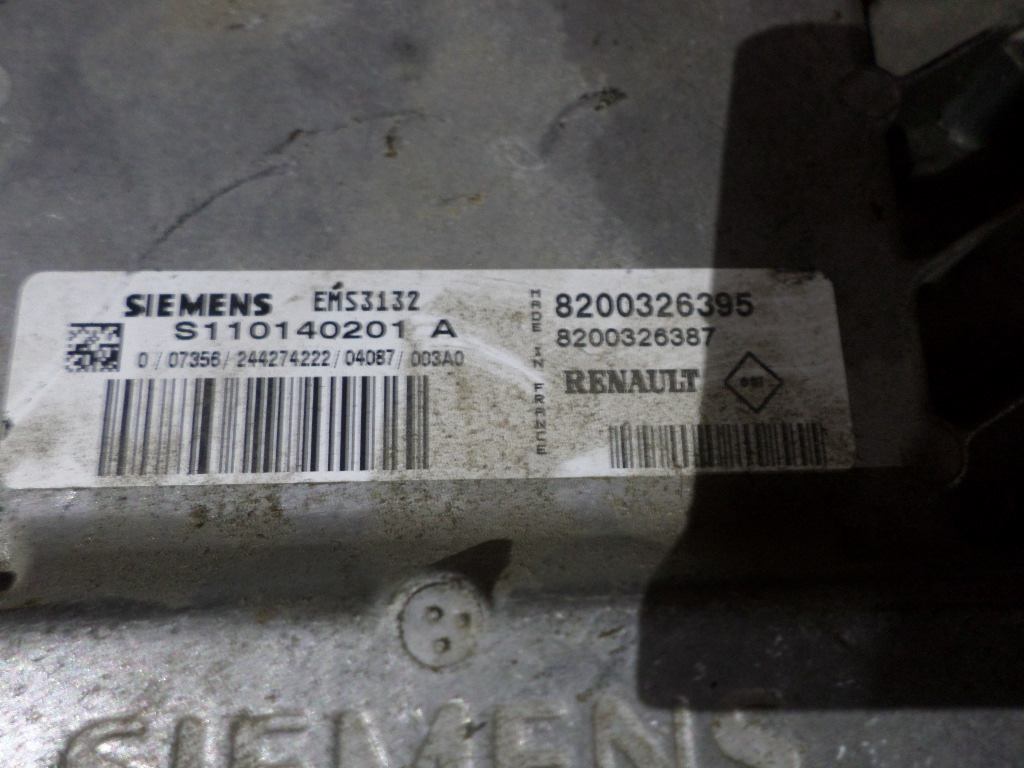 SIEMENS EMS3132
S110140201 A
0 / 07356 / 244274222 / 04087 / 003A0
MADE IN FRANCE
8200326395
8200326387
RENAULT
SIEMENS